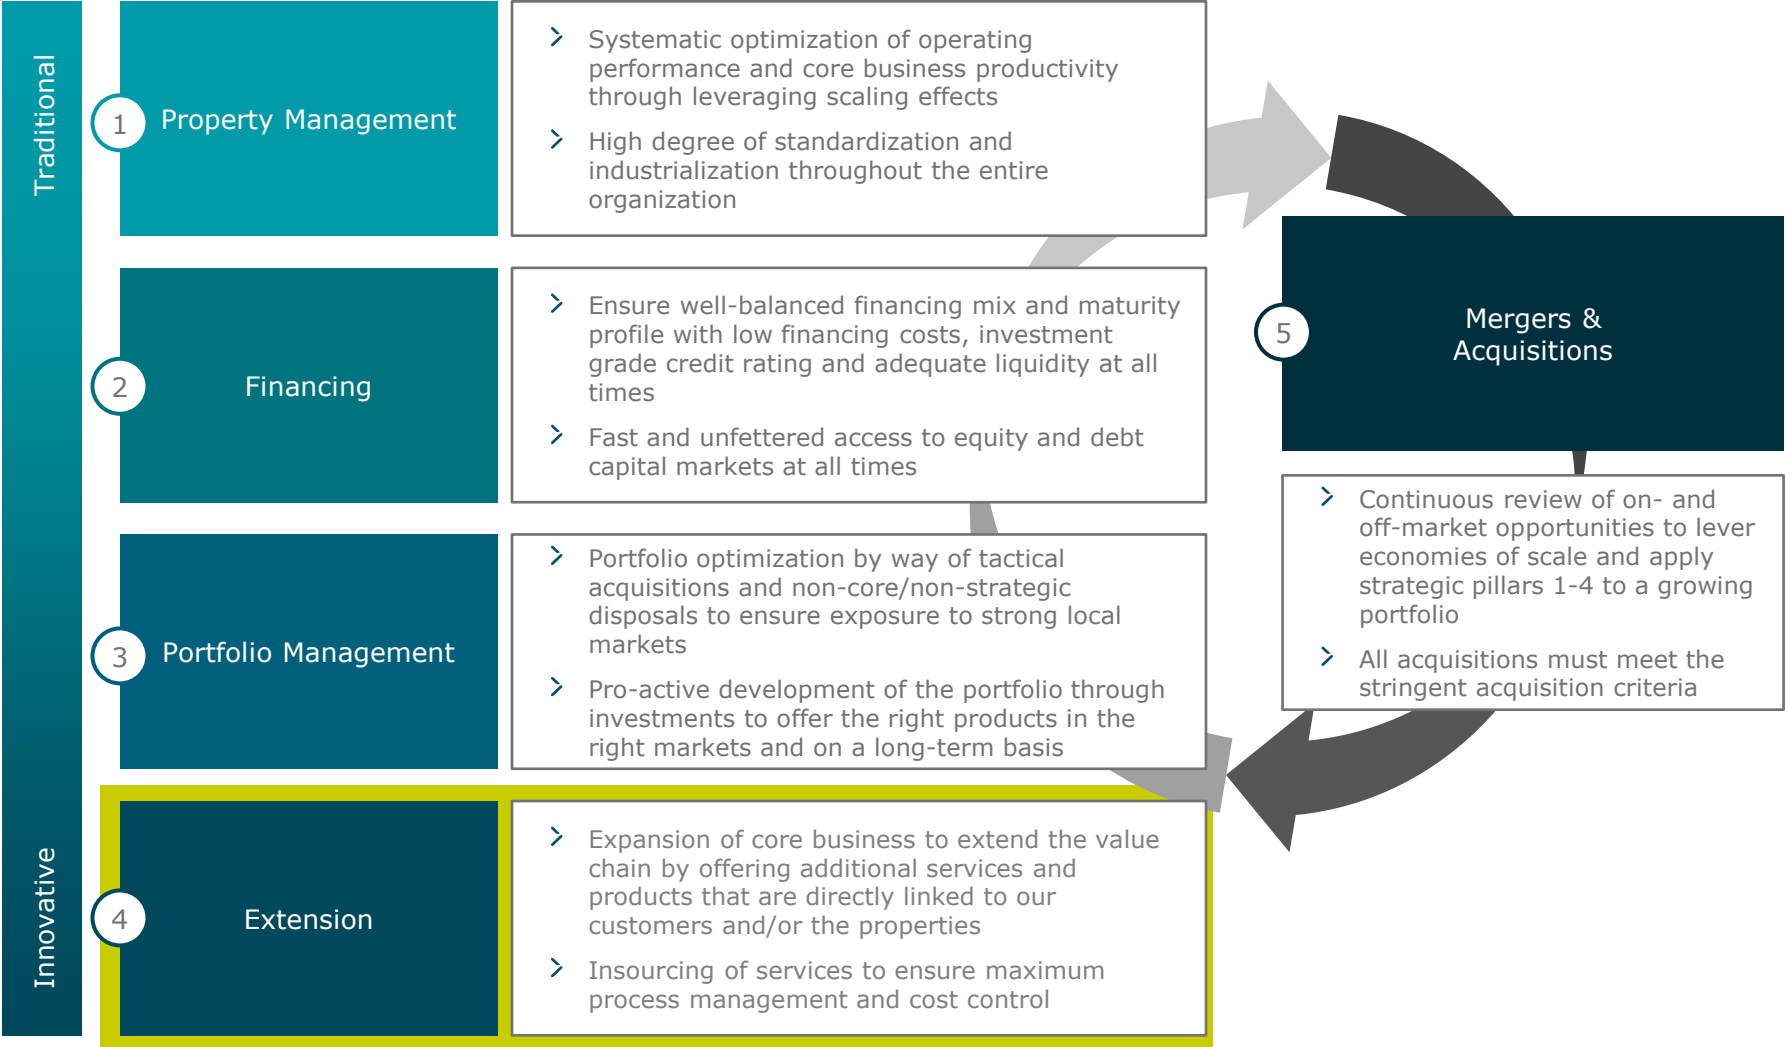 Traditional
1
Property Management
Systematic optimization of operating
performance and core business productivity
through leveraging scaling effects
High degree of standardization and
industrialization throughout the entire
organization
2
Financing
Ensure well-balanced financing mix and maturity
profile with low financing costs, investment
grade credit rating and adequate liquidity at all
times
Fast and unfettered access to equity and debt
capital markets at all times
3
Portfolio Management
Portfolio optimization by way of tactical
acquisitions and non-core/non-strategic
disposals to ensure exposure to strong local
markets
Pro-active development of the portfolio through
investments to offer the right products in the
right markets and on a long-term basis
Innovative
4
Extension
Expansion of core business to extend the value
chain by offering additional services and
products that are directly linked to our
customers and/or the properties
Insourcing of services to ensure maximum
process management and cost control
5
Mergers &
Acquisitions
Continuous review of on- and
off-market opportunities to lever
economies of scale and apply
strategic pillars 1-4 to a growing
portfolio
All acquisitions must meet the
stringent acquisition criteria